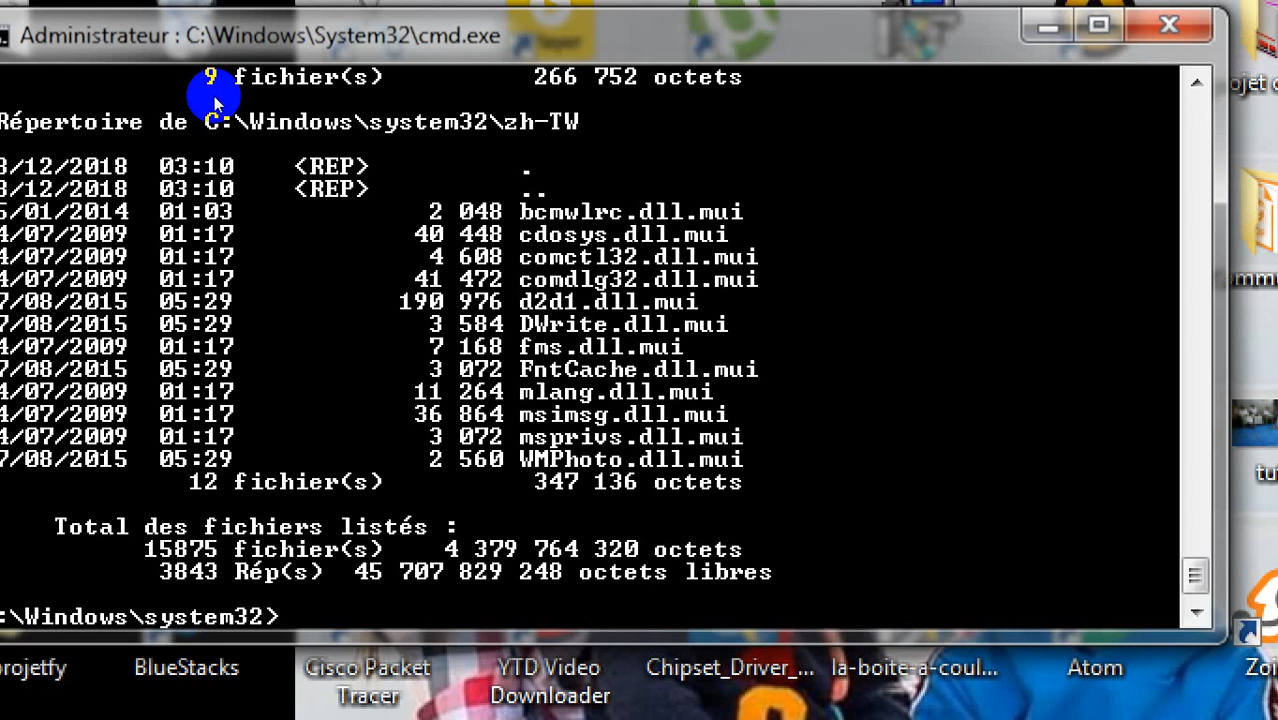 Administrateur : C:\Windows\System32\cmd.exe
9 fichier(s) 266 752 octets
Répertoire de C:\Windows\system32\zh-TW
8/12/2018 03:10 <REP> .
8/12/2018 03:10 <REP> ..
5/01/2014 01:03 2 048 bcmwlrc.dll.mui
4/07/2009 01:17 40 448 cdosys.dll.mui
4/07/2009 01:17 4 608 comctl32.dll.mui
4/07/2009 01:17 41 472 comdlg32.dll.mui
7/08/2015 05:29 190 976 d2d1.dll.mui
7/08/2015 05:29 3 584 DWrite.dll.mui
4/07/2009 01:17 7 168 fms.dll.mui
7/08/2015 05:29 3 072 FntCache.dll.mui
4/07/2009 01:17 11 264 mlang.dll.mui
4/07/2009 01:17 36 864 msimsg.dll.mui
4/07/2009 01:17 3 072 msprivs.dll.mui
7/08/2015 05:29 2 560 WMPhoto.dll.mui
12 fichier(s) 347 136 octets
Total des fichiers listés :
15875 fichier(s) 4 379 764 320 octets
3843 Rép(s) 45 707 829 248 octets libres
:\Windows\system32>
projetfy
BlueStacks
Cisco Packet
Tracer
YTD Video
Downloader
Chipset_Driver_...
la-boite-a-coul...
Atom